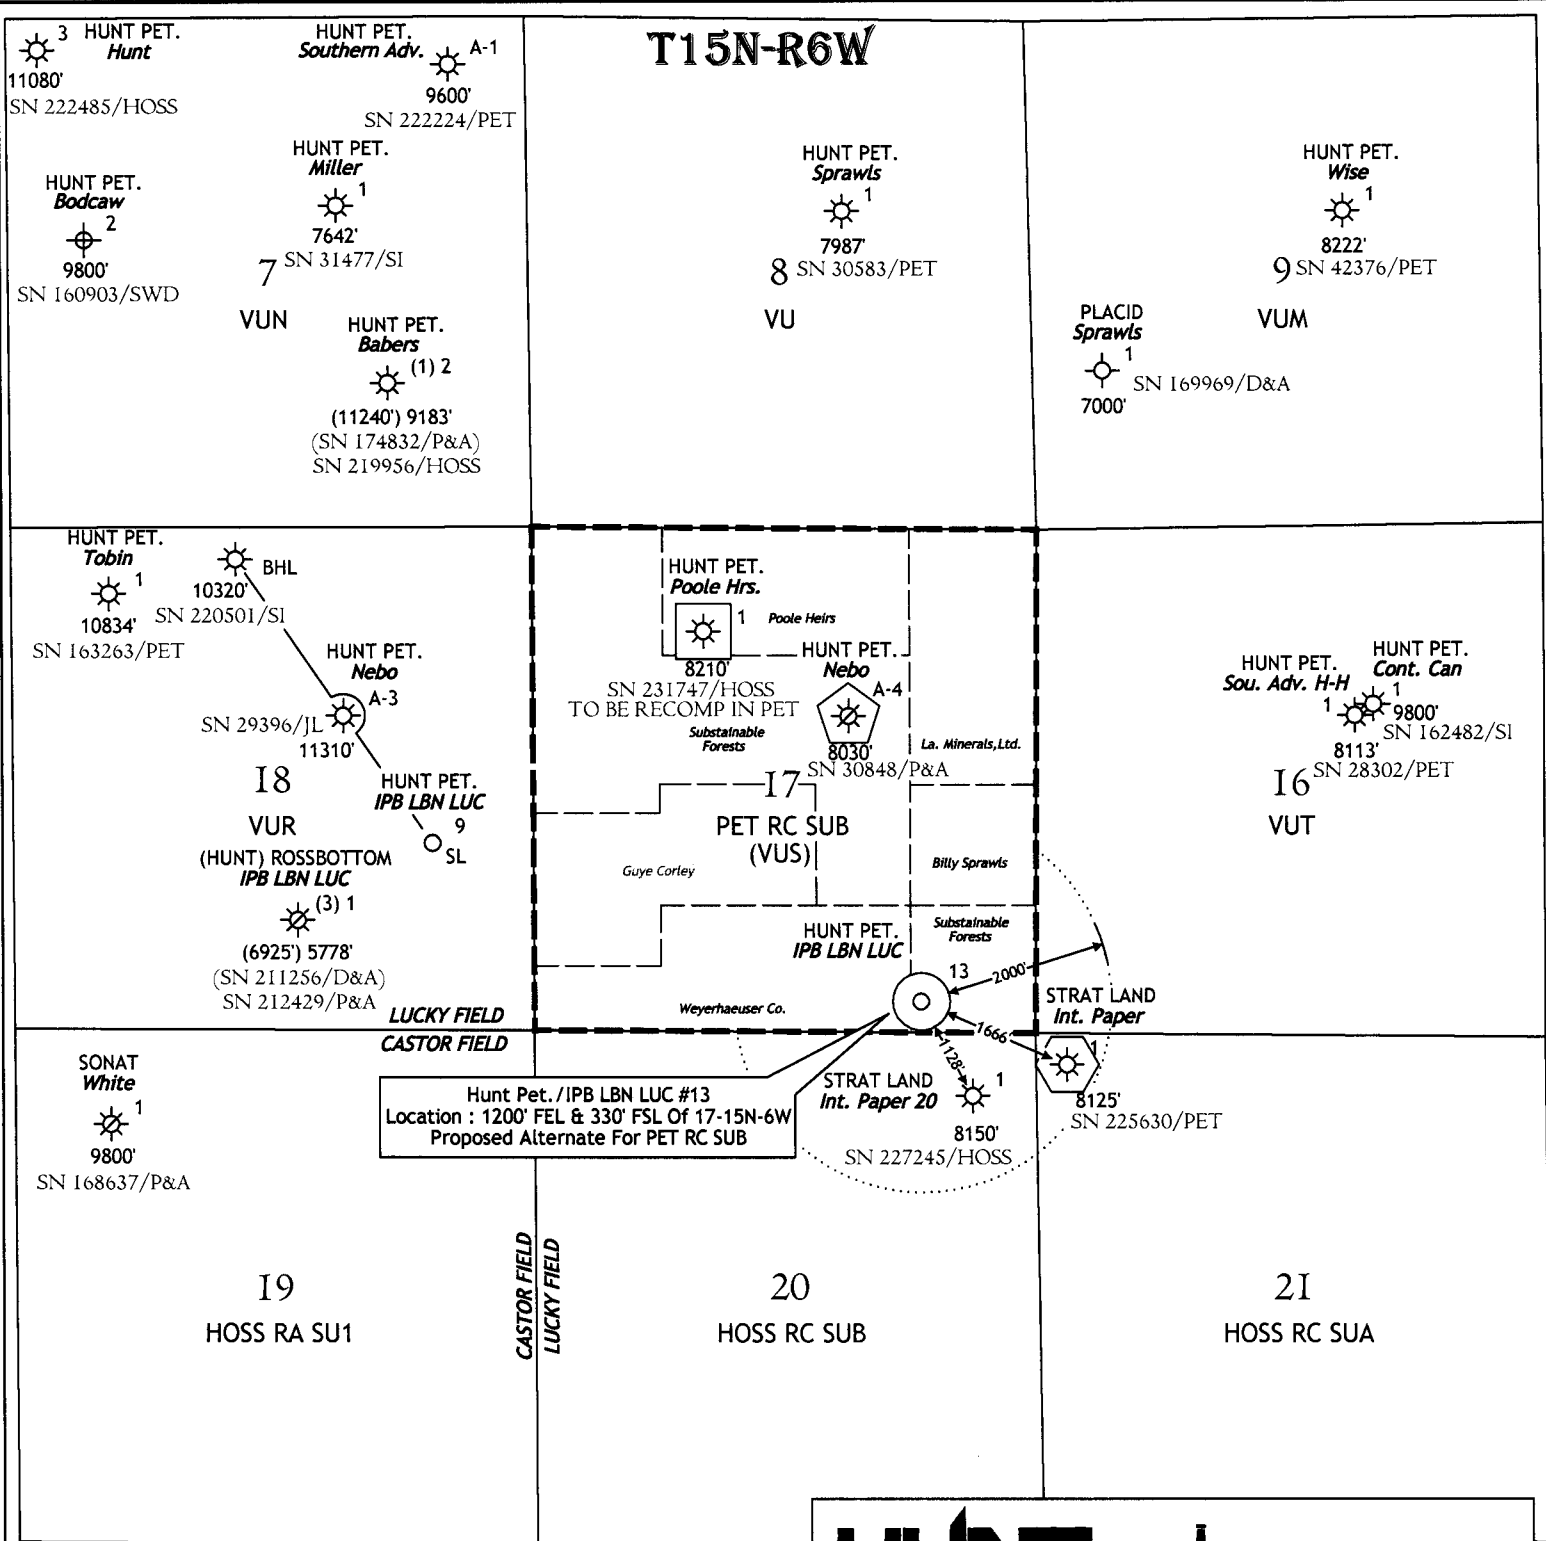 T15N-R6W
3 HUNT PET.
Hunt
11080'
SN 222485/HOSS
HUNT PET.
Southern Adv.
A-1
9600'
SN 222224/PET
HUNT PET.
Miller
1
7642'
SN 31477/SI
HUNT PET.
Bodcaw
2
9800'
SN 160903/SWD
7
VUN
HUNT PET.
Babers
(1) 2
(11240') 9183'
(SN 174832/P&A)
SN 219956/HOSS
HUNT PET.
Sprawls
1
7987'
8 SN 30583/PET
VU
HUNT PET.
Wise
1
8222'
9 SN 42376/PET
VUM
PLACID
Sprawls
1
SN 169969/D&A
7000'
HUNT PET.
Tobin
1
10834'
SN 163263/PET
BHL
10320'
SN 220501/SI
HUNT PET.
Nebo
A-3
SN 29396/JL
11310'
18
VUR
HUNT PET.
IPB LBN LUC
9
SL
(HUNT) ROSSBOTTOM
IPB LBN LUC
(3) 1
(6925') 5778'
(SN 211256/D&A)
SN 212429/P&A
LUCKY FIELD
CASTOR FIELD
HUNT PET.
Poole Hrs.
1
Poole Heirs
8210'
SN 231747/HOSS
TO BE RECOMP IN PET
Substainable
Forests
HUNT PET.
Nebo
A-4
8030'
SN 30848/P&A
La. Minerals,Ltd.
17
PET RC SUB
(VUS)
Guye Corley
Billy Sprawls
Substainable
Forests
HUNT PET.
IPB LBN LUC
13
2000'
1666'
1128'
Weyerhaeuser Co.
HUNT PET.
Sou. Adv. H-H
1
8113'
SN 28302/PET
HUNT PET.
Cont. Can
1
9800'
SN 162482/SI
16
VUT
STRAT LAND
Int. Paper
1
8125'
SN 225630/PET
STRAT LAND
Int. Paper 20
1
8150'
SN 227245/HOSS
Hunt Pet./IPB LBN LUC #13
Location : 1200' FEL & 330' FSL Of 17-15N-6W
Proposed Alternate For PET RC SUB
SONAT
White
1
9800'
SN 168637/P&A
19
HOSS RA SU1
CASTOR FIELD
LUCKY FIELD
20
HOSS RC SUB
21
HOSS RC SUA